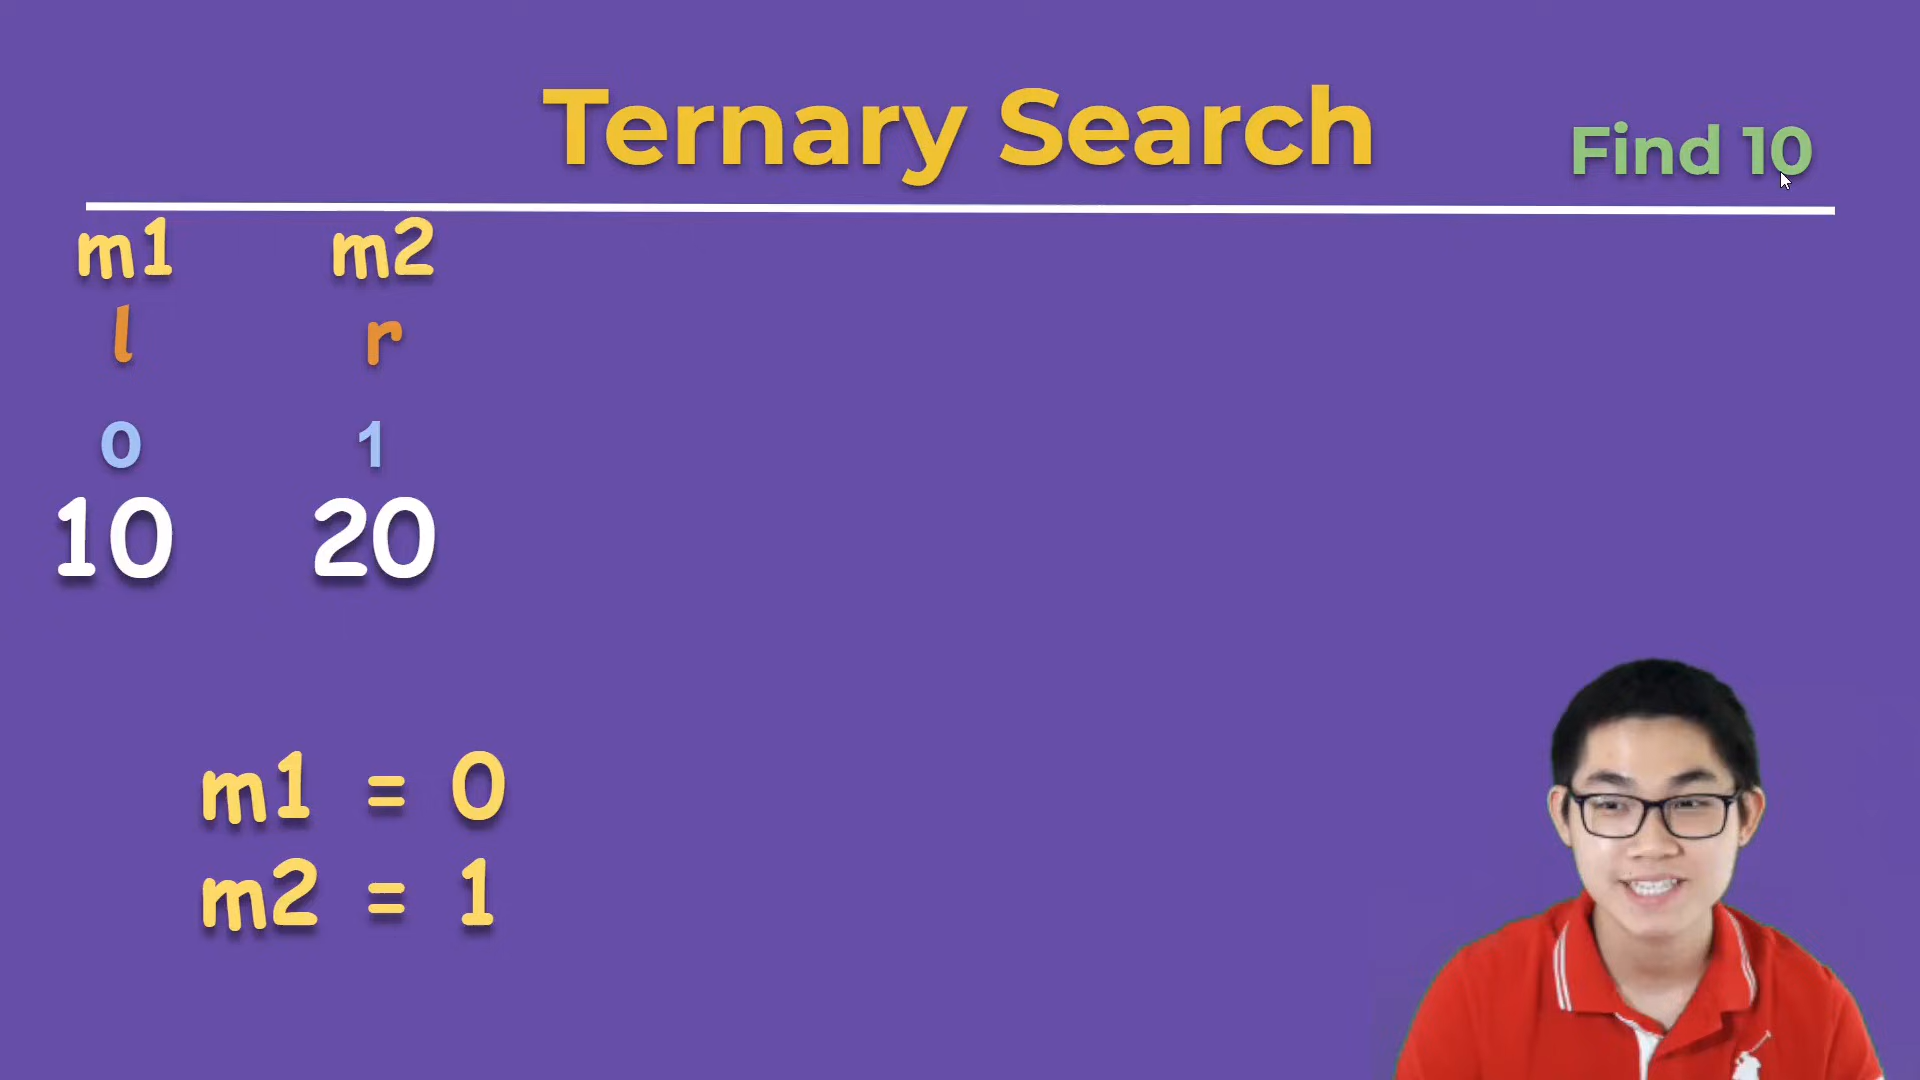 Ternary Search
Find 10
m1 m2
l r
0 1
10 20
m1 = 0
m2 = 1